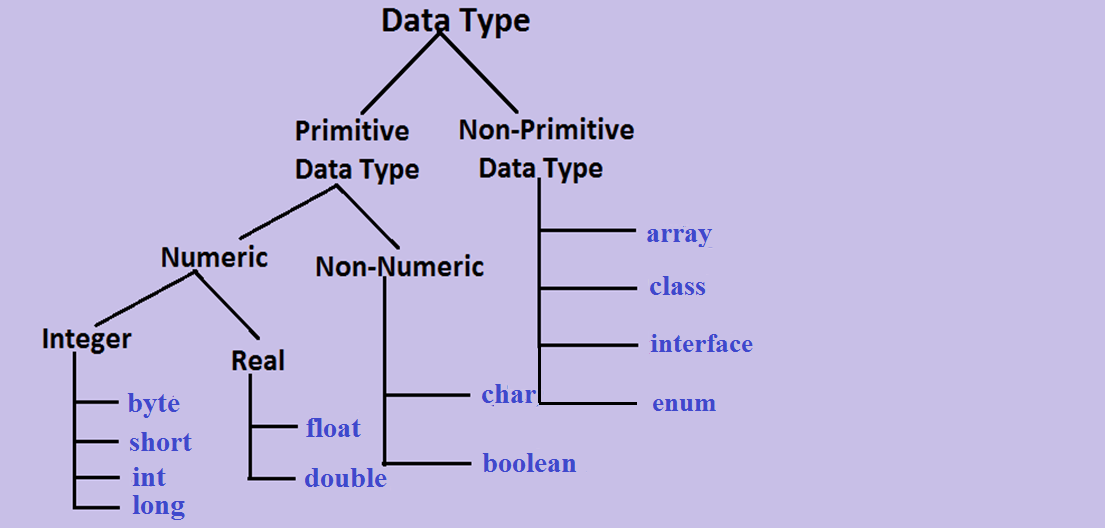 Data Type
Primitive
Data Type
Non-Primitive
Data Type
Numeric
Non-Numeric
Integer
Real
byte
short
int
long
float
double
char
boolean
array
class
interface
enum